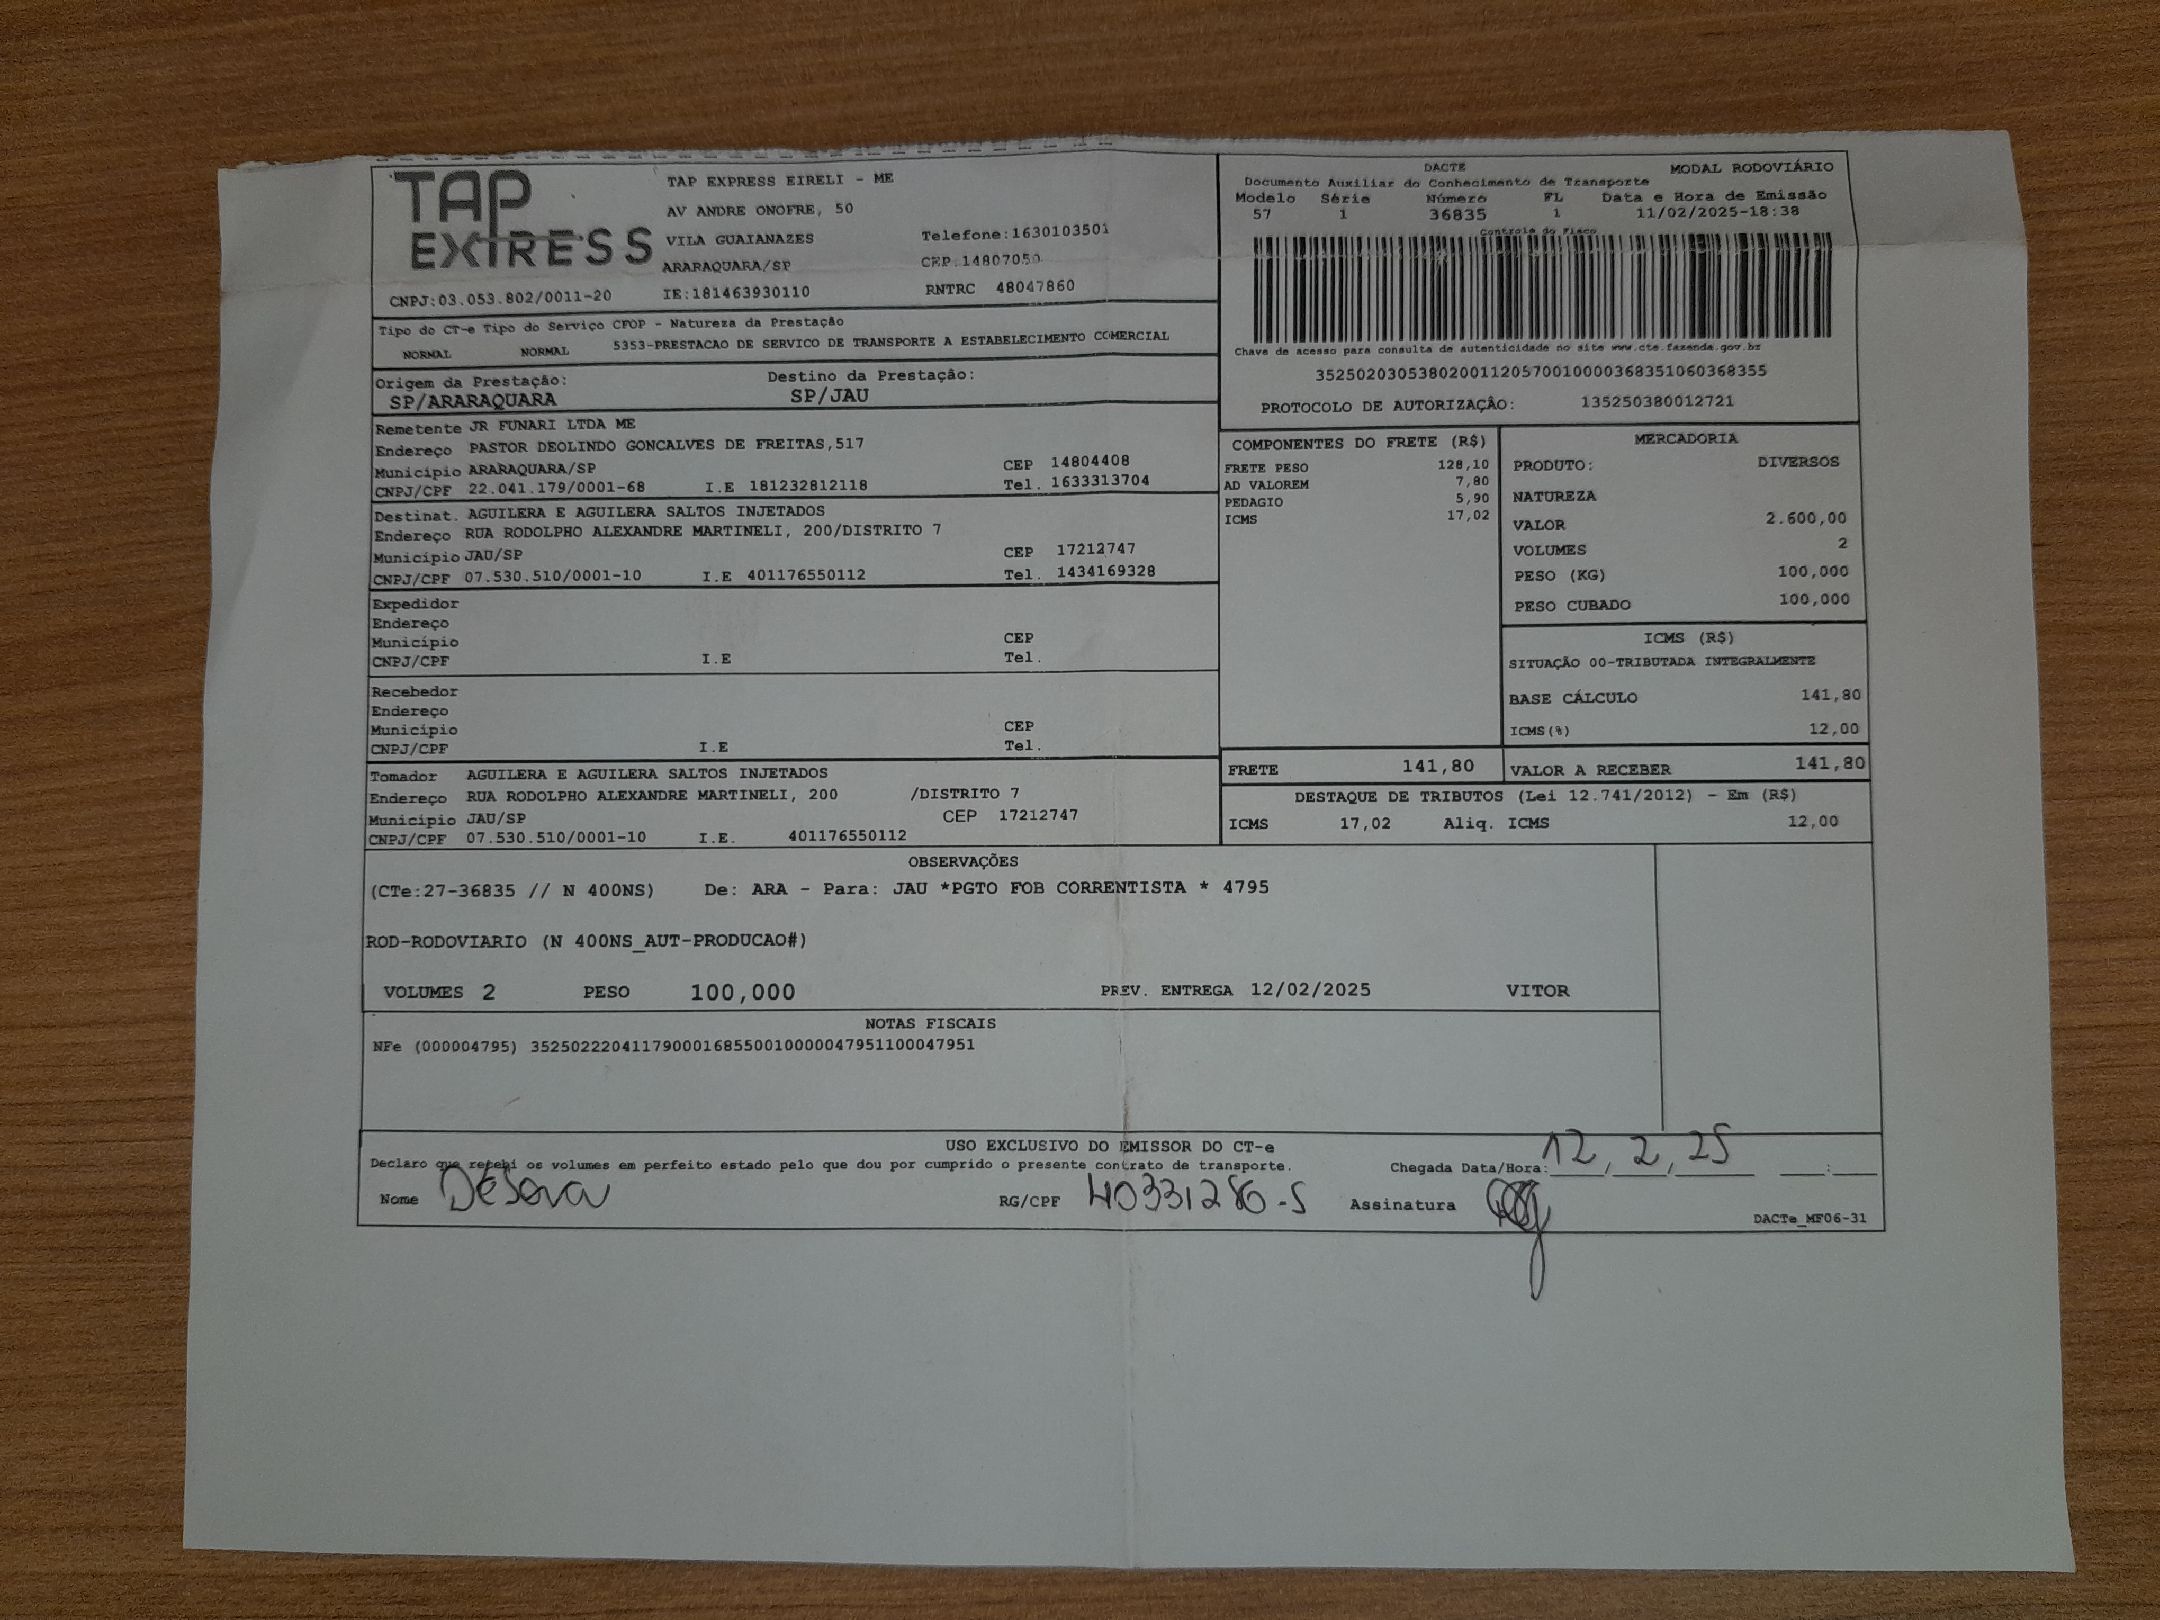 TAP
EXPRESS
TAP EXPRESS EIRELI - ME
AV ANDRE ONOFRE, 50
VILA GUAIANAZES Telefone:1630103501
ARARAQUARA/SP CEP:14807050
CNPJ:03.053.802/0011-20 IE:181463930110 RNTRC 48047860
DACTE MODAL RODOVIÁRIO
Documento Auxiliar do Conhecimento de Transporte
Modelo Série Número FL Data e Hora de Emissão
57 1 36835 1 11/02/2025-18:38
Controle do Fisco
Chave de acesso para consulta de autenticidade no site www.cte.fazenda.gov.br
35250203053802001120570010000368351060368355
PROTOCOLO DE AUTORIZAÇÂO: 135250380012721
Tipo do CT-e Tipo do Serviço CFOP - Natureza da Prestação
NORMAL NORMAL 5353-PRESTACAO DE SERVICO DE TRANSPORTE A ESTABELECIMENTO COMERCIAL
Origem da Prestação: Destino da Prestação:
SP/ARARAQUARA SP/JAU
Remetente JR FUNARI LTDA ME
Endereço PASTOR DEOLINDO GONCALVES DE FREITAS,517
Município ARARAQUARA/SP CEP 14804408
CNPJ/CPF 22.041.179/0001-68 I.E 181232812118 Tel. 1633313704
Destinat. AGUILERA E AGUILERA SALTOS INJETADOS
Endereço RUA RODOLPHO ALEXANDRE MARTINELI, 200/DISTRITO 7
Município JAU/SP CEP 17212747
CNPJ/CPF 07.530.510/0001-10 I.E 401176550112 Tel. 1434169328
Expedidor
Endereço
Município CEP
CNPJ/CPF I.E Tel.
Recebedor
Endereço
Município CEP
CNPJ/CPF I.E Tel.
Tomador AGUILERA E AGUILERA SALTOS INJETADOS
Endereço RUA RODOLPHO ALEXANDRE MARTINELI, 200 /DISTRITO 7
Município JAU/SP CEP 17212747
CNPJ/CPF 07.530.510/0001-10 I.E. 401176550112
COMPONENTES DO FRETE (R$)
FRETE PESO 128,10
AD VALOREM 7,80
PEDAGIO 5,90
ICMS 17,02
MERCADORIA
PRODUTO: DIVERSOS
NATUREZA
VALOR 2.600,00
VOLUMES 2
PESO (KG) 100,000
PESO CUBADO 100,000
ICMS (R$)
SITUAÇÃO 00-TRIBUTADA INTEGRALMENTE
BASE CÁLCULO 141,80
ICMS(%) 12,00
FRETE 141,80 VALOR A RECEBER 141,80
DESTAQUE DE TRIBUTOS (Lei 12.741/2012) - Em (R$)
ICMS 17,02 Aliq. ICMS 12,00
OBSERVAÇÕES
(CTe:27-36835 // N 400NS) De: ARA - Para: JAU *PGTO FOB CORRENTISTA * 4795
ROD-RODOVIARIO (N 400NS_AUT-PRODUCAO#)
VOLUMES 2 PESO 100,000 PREV. ENTREGA 12/02/2025 VITOR
NOTAS FISCAIS
NFe (000004795) 35250222041179000168550010000047951100047951
USO EXCLUSIVO DO EMISSOR DO CT-e
Declaro que recebi os volumes em perfeito estado pelo que dou por cumprido o presente contrato de transporte. Chegada Data/Hora: 12, 2, 25 :
Nome RG/CPF 40331286-5 Assinatura
DACTe_MF06-31